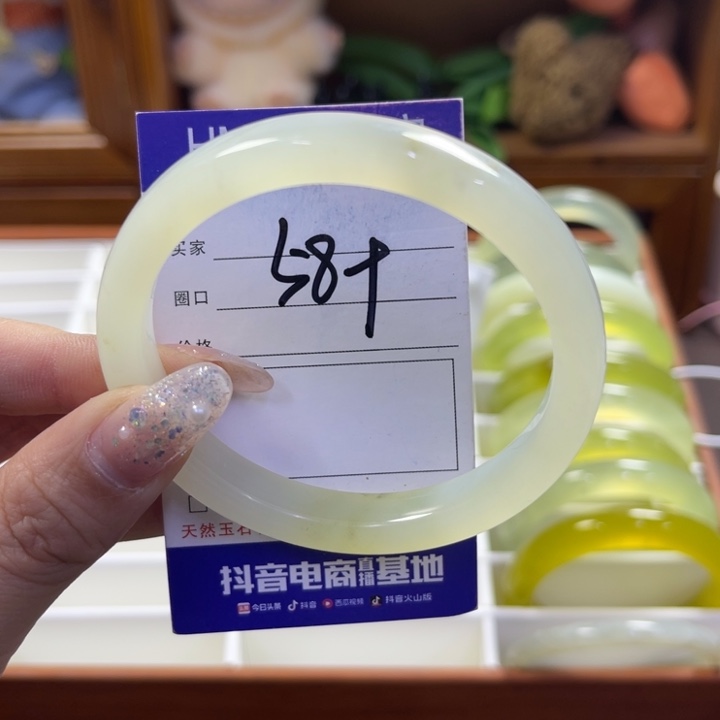 买家
58+
圈口
价格
天然玉石
抖音电商直播基地
今日头条 抖音 西瓜视频 抖音火山版